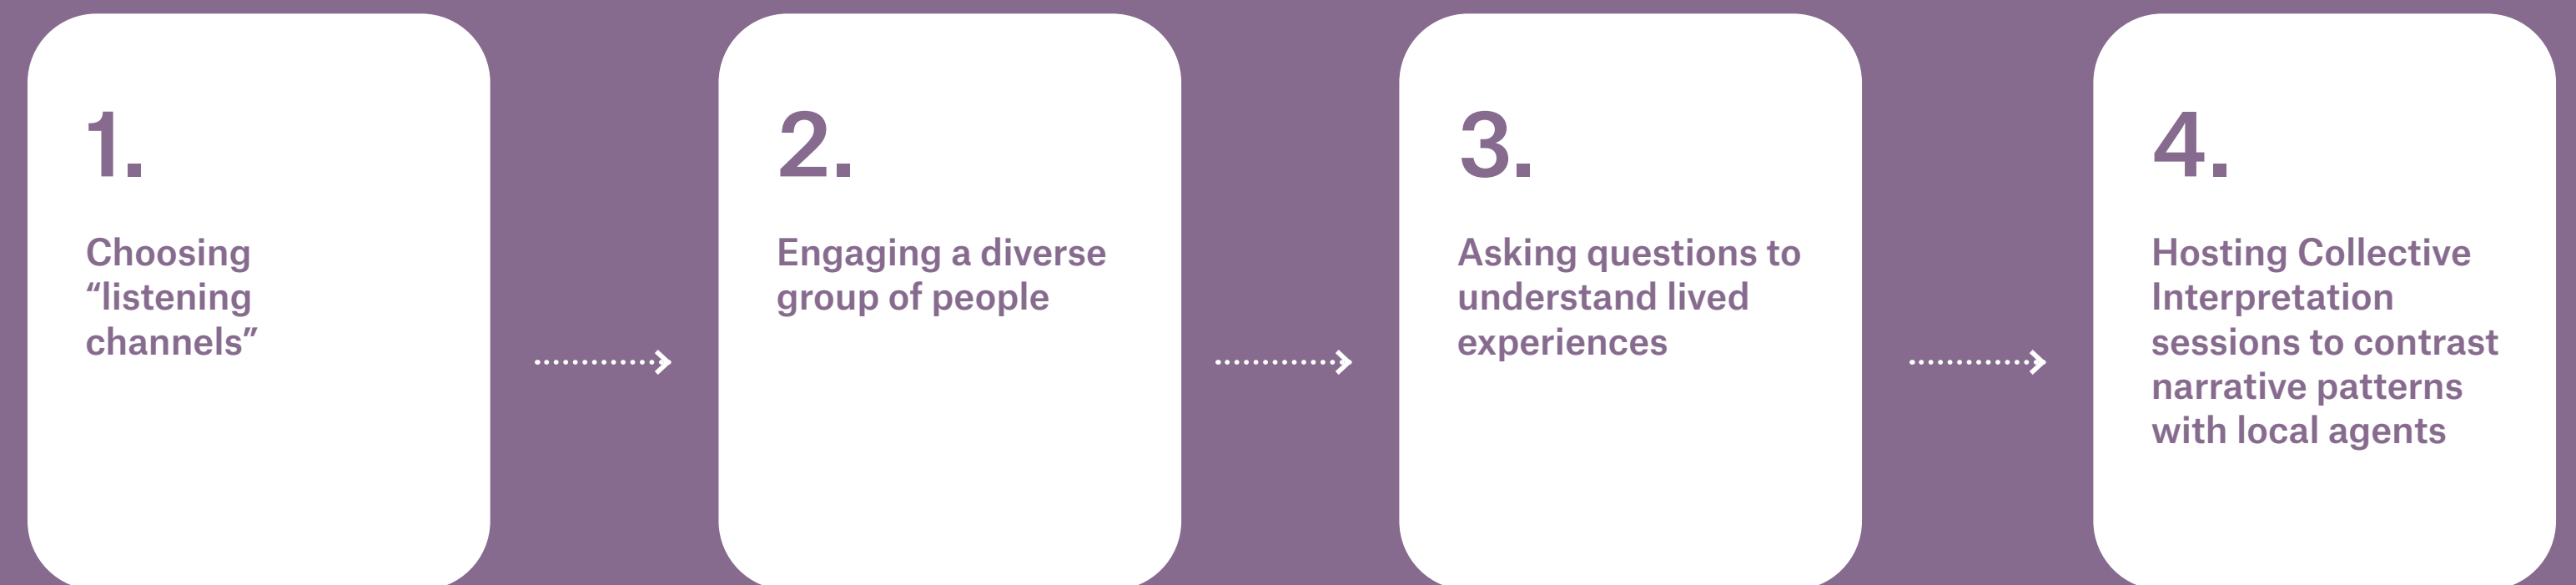 1.
Choosing
“listening
channels”
2.
Engaging a diverse
group of people
3.
Asking questions to
understand lived
experiences
4.
Hosting Collective
Interpretation
sessions to contrast
narrative patterns
with local agents